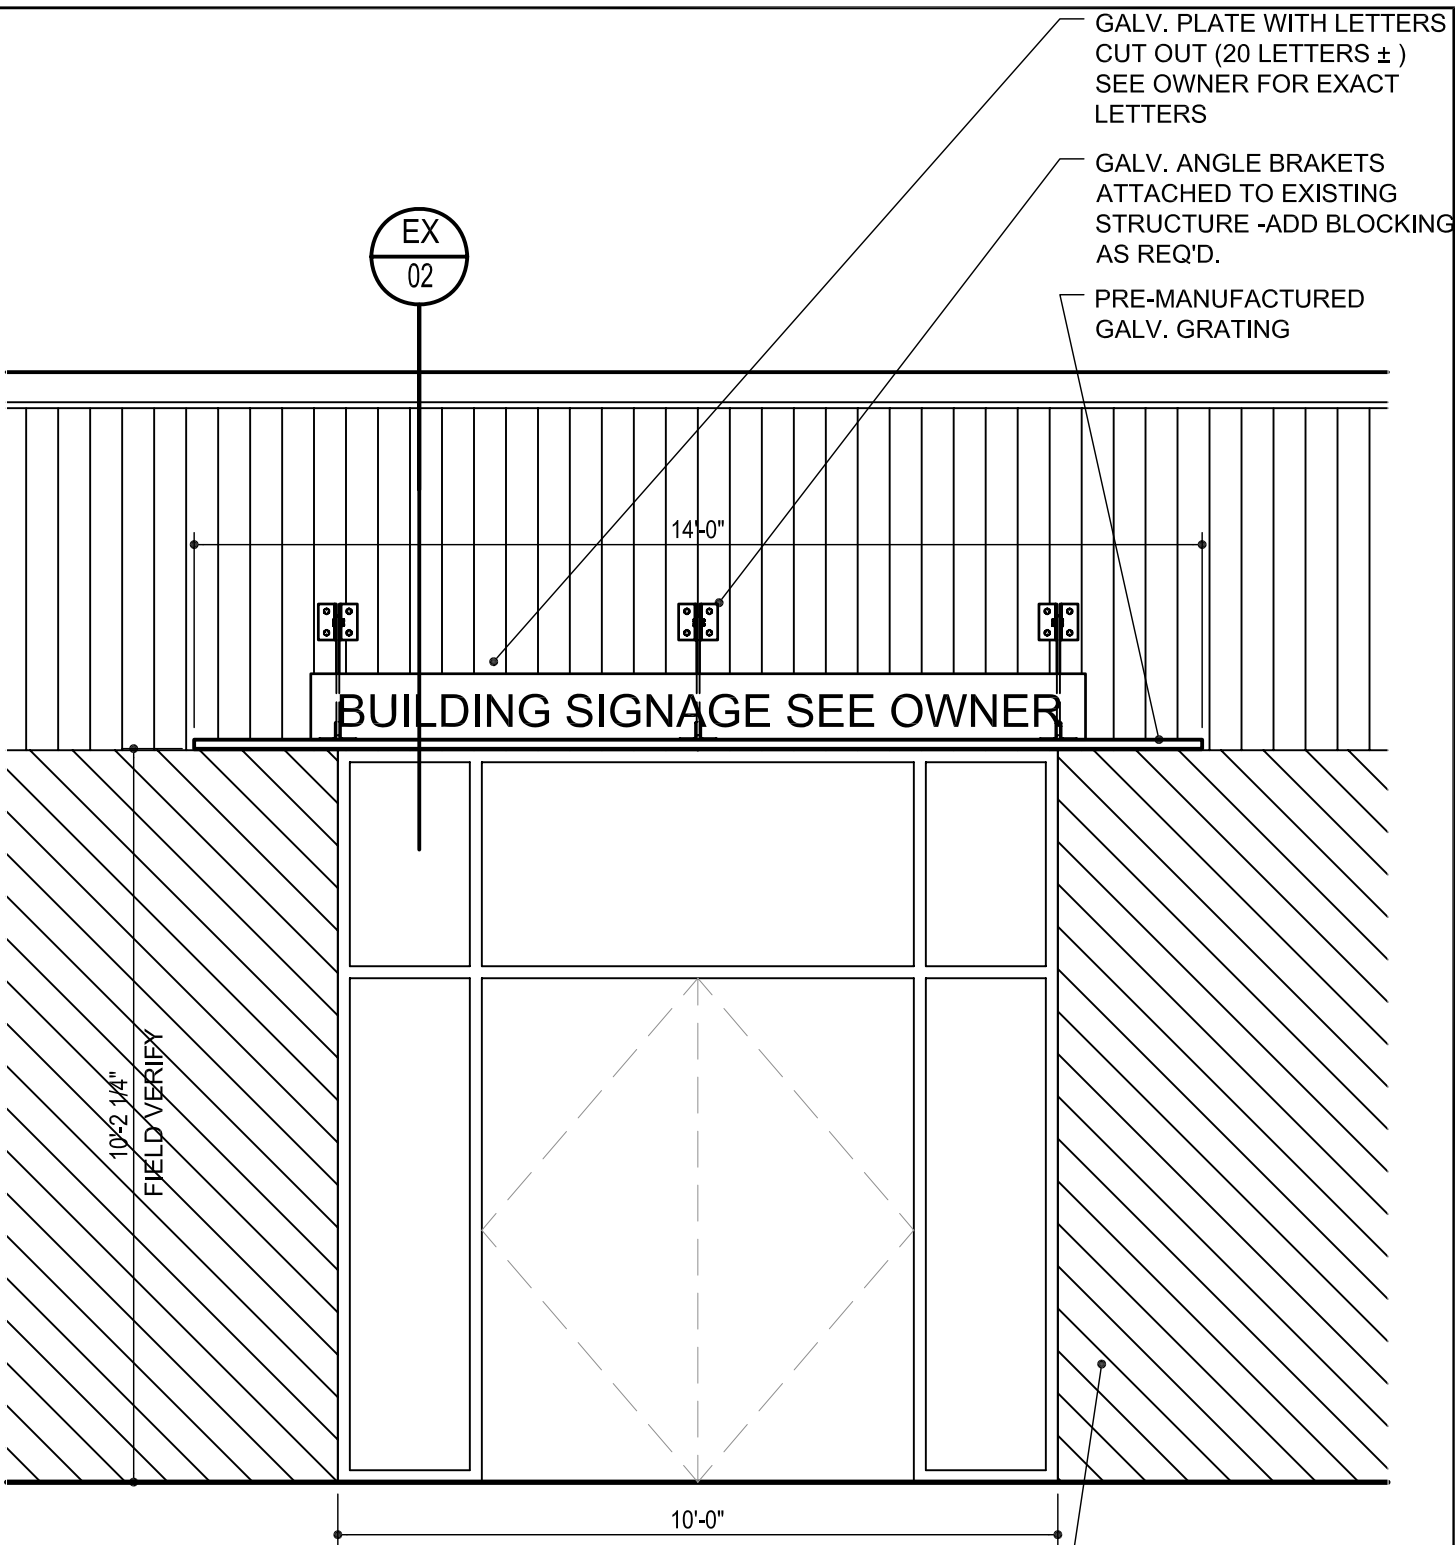 GALV. PLATE WITH LETTERS
CUT OUT (20 LETTERS ± )
SEE OWNER FOR EXACT
LETTERS
GALV. ANGLE BRAKETS
ATTACHED TO EXISTING
STRUCTURE -ADD BLOCKING
AS REQ'D.
PRE-MANUFACTURED
GALV. GRATING
EX
02
14'-0"
BUILDING SIGNAGE SEE OWNER
10'-2 1/4"
FIELD VERIFY
10'-0"